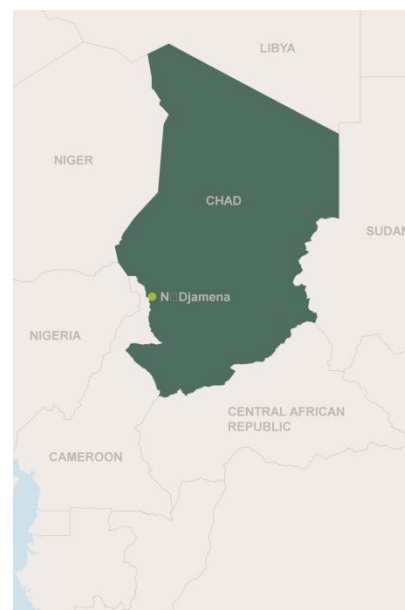 LIBYA
NIGER
CHAD
SUDAN
N□Djamena
NIGERIA
CENTRAL AFRICAN
REPUBLIC
CAMEROON